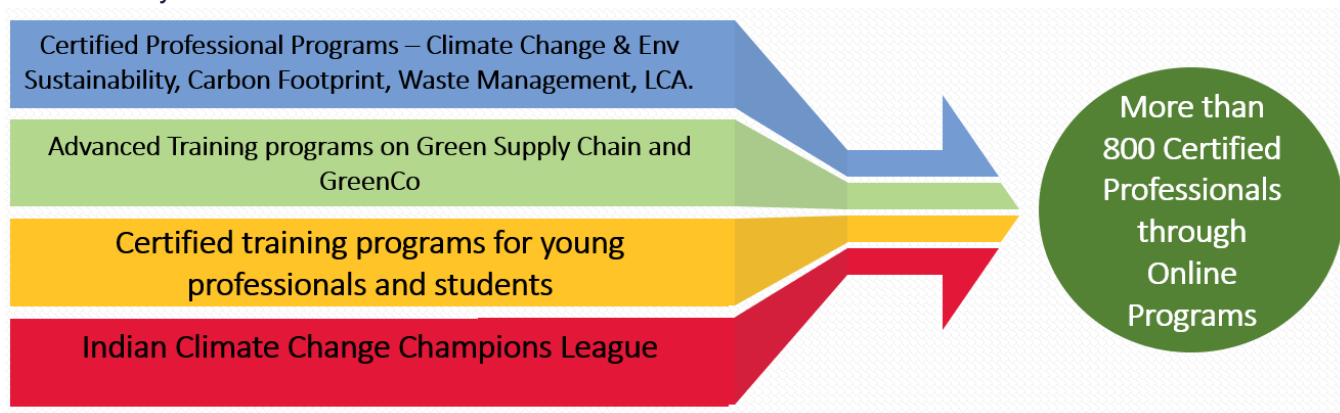 Certified Professional Programs – Climate Change & Env
Sustainability, Carbon Footprint, Waste Management, LCA.
Advanced Training programs on Green Supply Chain and
GreenCo
Certified training programs for young
professionals and students
Indian Climate Change Champions League
More than
800 Certified
Professionals
through
Online
Programs